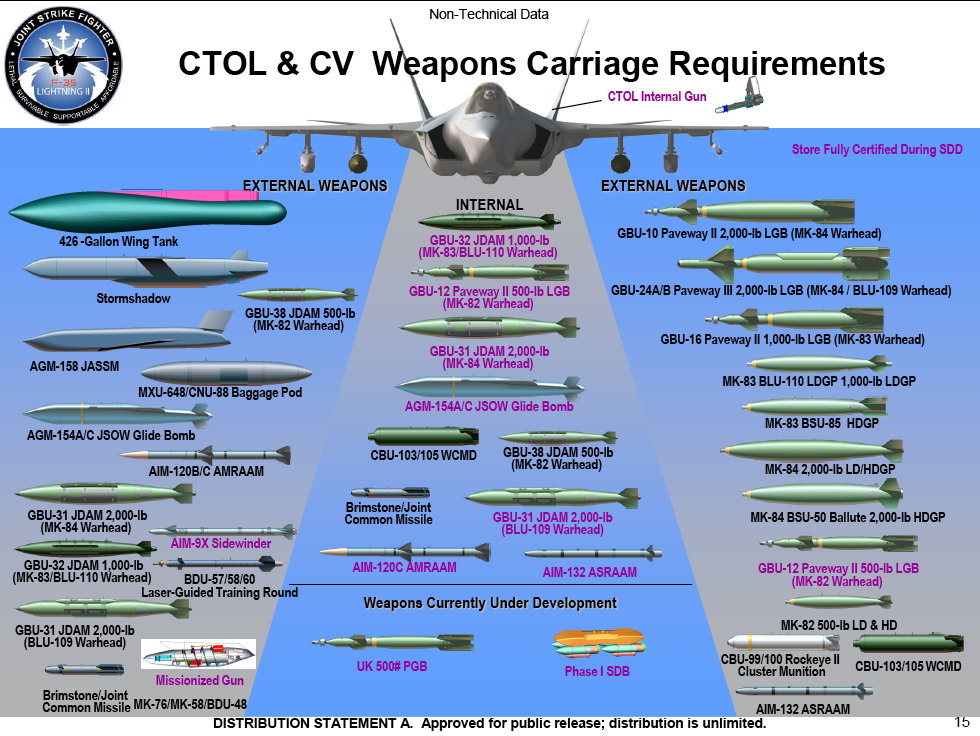 Non-Technical Data
JOINT STRIKE FIGHTER
F-35
LIGHTNING II
LETHAL SURVIVABLE SUPPORTABLE AFFORDABLE
CTOL & CV Weapons Carriage Requirements
CTOL Internal Gun
Store Fully Certified During SDD
EXTERNAL WEAPONS
426 -Gallon Wing Tank
Stormshadow
GBU-38 JDAM 500-lb
(MK-82 Warhead)
AGM-158 JASSM
MXU-648/CNU-88 Baggage Pod
AGM-154A/C JSOW Glide Bomb
AIM-120B/C AMRAAM
GBU-31 JDAM 2,000-lb
(MK-84 Warhead)
AIM-9X Sidewinder
GBU-32 JDAM 1,000-lb
(MK-83/BLU-110 Warhead)
BDU-57/58/60
Laser-Guided Training Round
GBU-31 JDAM 2,000-lb
(BLU-109 Warhead)
Missionized Gun
Brimstone/Joint
Common Missile
MK-76/MK-58/BDU-48
INTERNAL
GBU-32 JDAM 1,000-lb
(MK-83/BLU-110 Warhead)
GBU-12 Paveway II 500-lb LGB
(MK-82 Warhead)
GBU-31 JDAM 2,000-lb
(MK-84 Warhead)
AGM-154A/C JSOW Glide Bomb
CBU-103/105 WCMD
GBU-38 JDAM 500-lb
(MK-82 Warhead)
Brimstone/Joint
Common Missile
GBU-31 JDAM 2,000-lb
(BLU-109 Warhead)
AIM-120C AMRAAM
AIM-132 ASRAAM
Weapons Currently Under Development
UK 500# PGB
Phase I SDB
EXTERNAL WEAPONS
GBU-10 Paveway II 2,000-lb LGB (MK-84 Warhead)
GBU-24A/B Paveway III 2,000-lb LGB (MK-84 / BLU-109 Warhead)
GBU-16 Paveway II 1,000-lb LGB (MK-83 Warhead)
MK-83 BLU-110 LDGP 1,000-lb LDGP
MK-83 BSU-85 HDGP
MK-84 2,000-lb LD/HDGP
MK-84 BSU-50 Ballute 2,000-lb HDGP
GBU-12 Paveway II 500-lb LGB
(MK-82 Warhead)
MK-82 500-lb LD & HD
CBU-99/100 Rockeye II
Cluster Munition
CBU-103/105 WCMD
AIM-132 ASRAAM
DISTRIBUTION STATEMENT A. Approved for public release; distribution is unlimited.
15